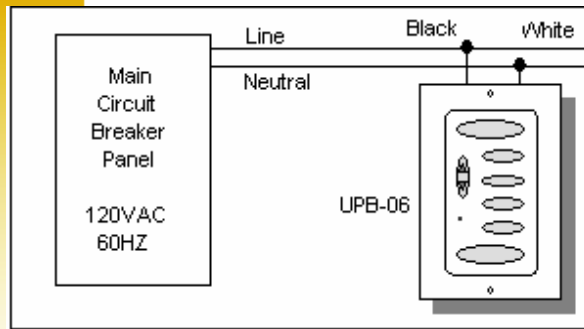 Line
Black
White
Neutral
Main
Circuit
Breaker
Panel
120VAC
60HZ
UPB-06